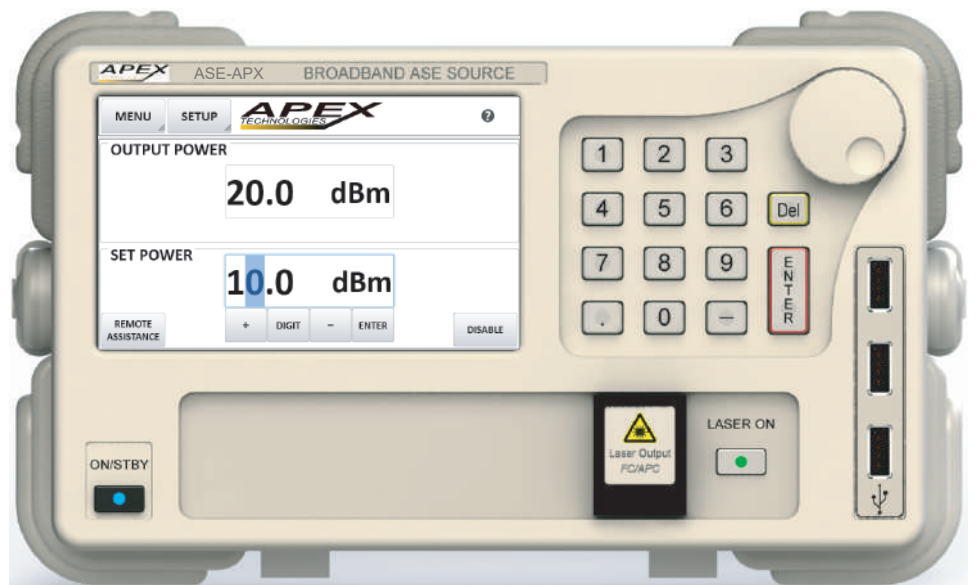 APEX ASE-APX BROADBAND ASE SOURCE
MENU SETUP APEX ?
TECHNOLOGIES
OUTPUT POWER
20.0 dBm
SET POWER
10.0 dBm
+ DIGIT - ENTER
REMOTE
ASSISTANCE
DISABLE
1 2 3
4 5 6 Del
7 8 9
. 0 -
ENTER
ON/STBY
Laser Output
FC/APC
LASER ON